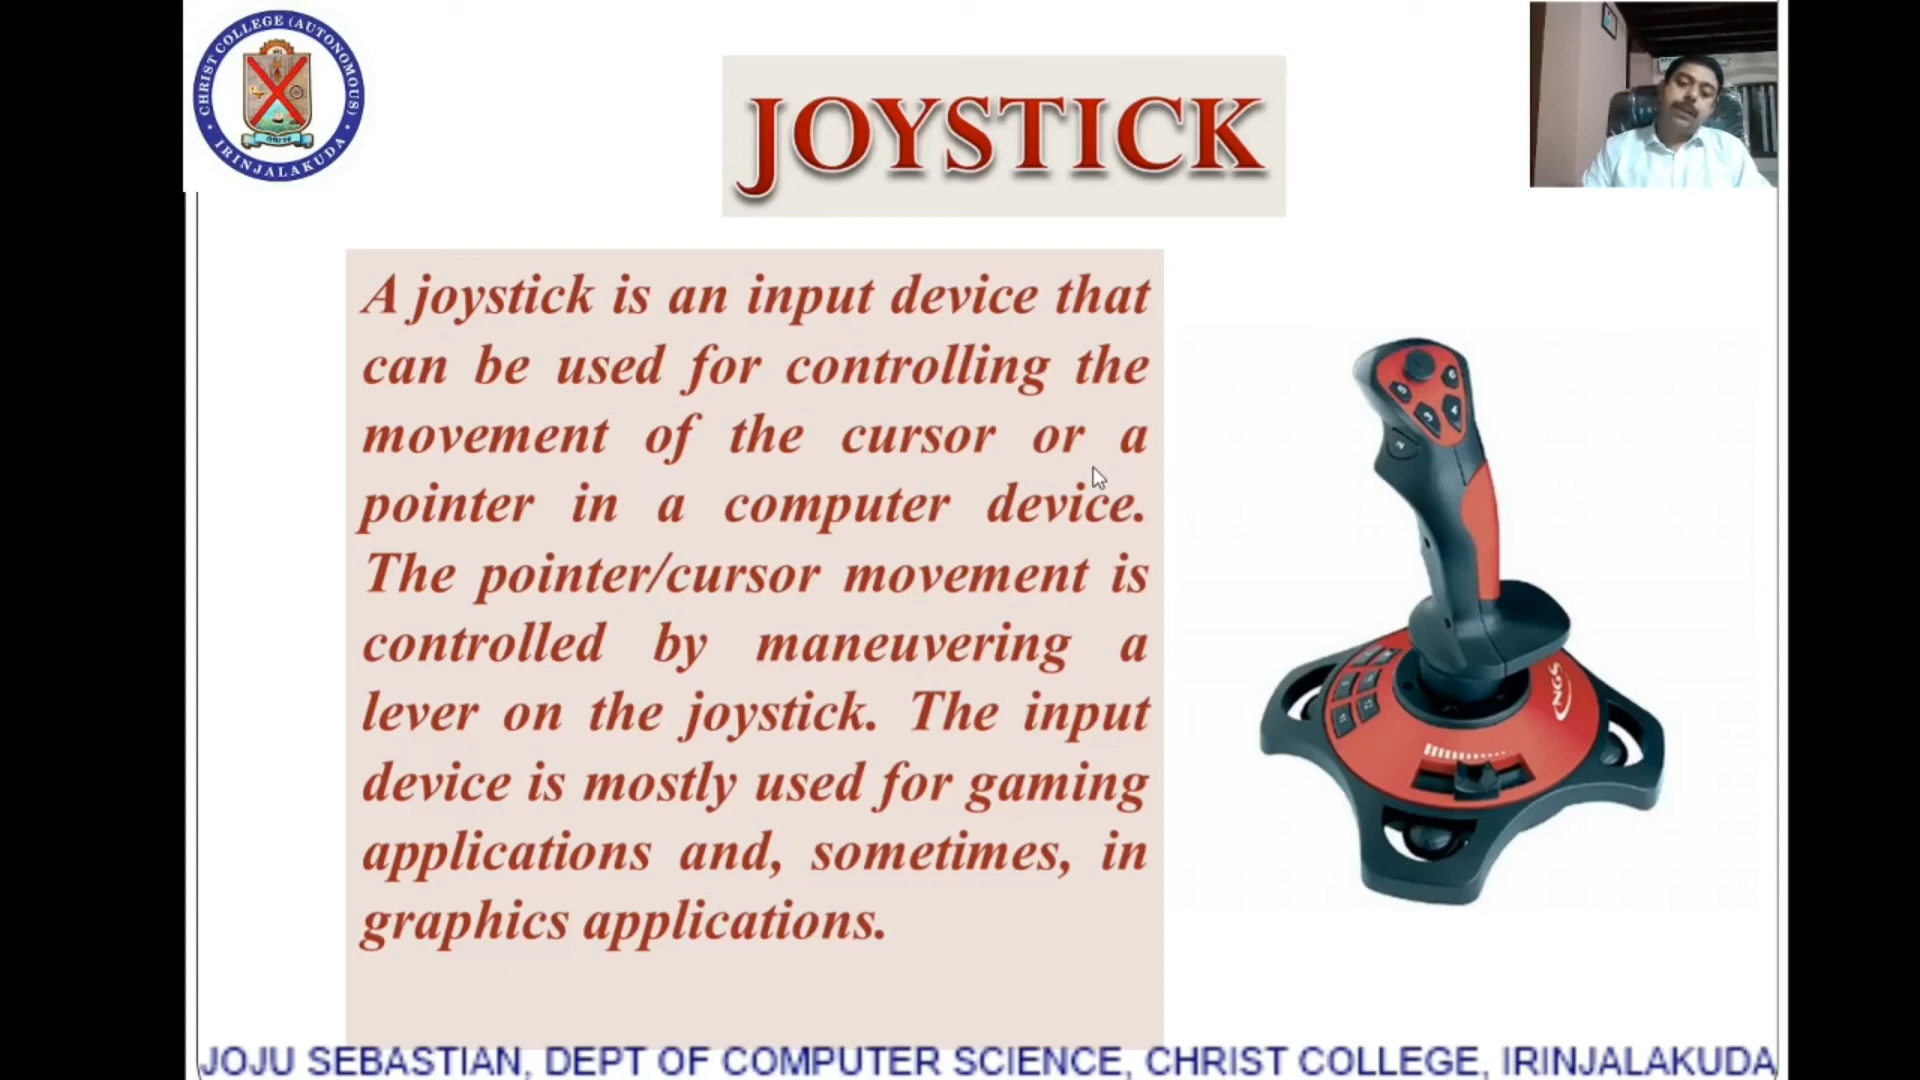 CHRIST COLLEGE (AUTONOMOUS)
IRINJALAKUDA
JOYSTICK
A joystick is an input device that
can be used for controlling the
movement of the cursor or a
pointer in a computer device.
The pointer/cursor movement is
controlled by maneuvering a
lever on the joystick. The input
device is mostly used for gaming
applications and, sometimes, in
graphics applications.
NGS
JOJU SEBASTIAN, DEPT OF COMPUTER SCIENCE, CHRIST COLLEGE, IRINJALAKUDA